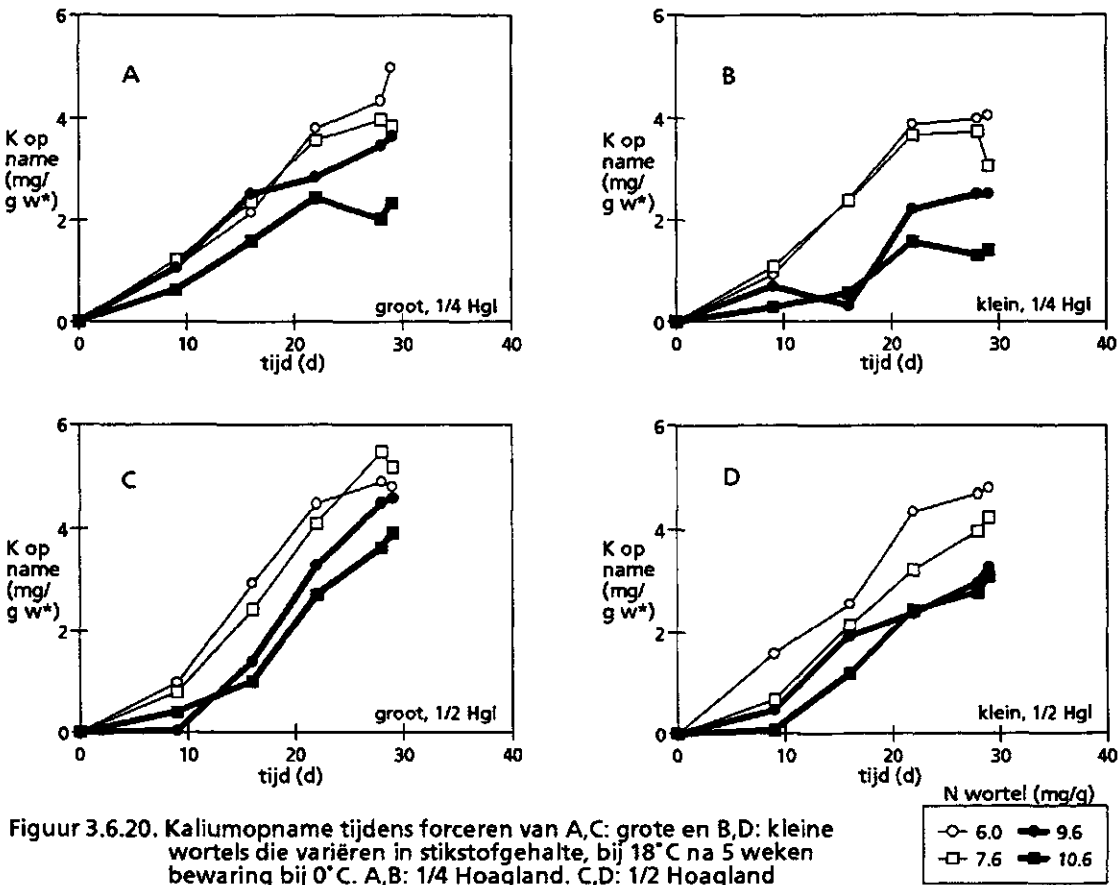 6
4
2
0
A
K op
name
(mg/
g w*)
groot, 1/4 Hgl
0 10 20 30 40
tijd (d)
6
4
2
0
B
K op
name
(mg/
g w*)
klein, 1/4 Hgl
0 10 20 30 40
tijd (d)
6
4
2
0
C
K op
name
(mg/
g w*)
groot, 1/2 Hgl
0 10 20 30 40
tijd (d)
6
4
2
0
D
K op
name
(mg/
g w*)
klein, 1/2 Hgl
0 10 20 30 40
tijd (d)
N wortel (mg/g)
6.0 9.6
7.6 10.6
Figuur 3.6.20. Kaliumopname tijdens forceren van A,C: grote en B,D: kleine
wortels die variëren in stikstofgehalte, bij 18°C na 5 weken
bewaring bij 0°C. A,B: 1/4 Hoagland. C,D: 1/2 Hoagland